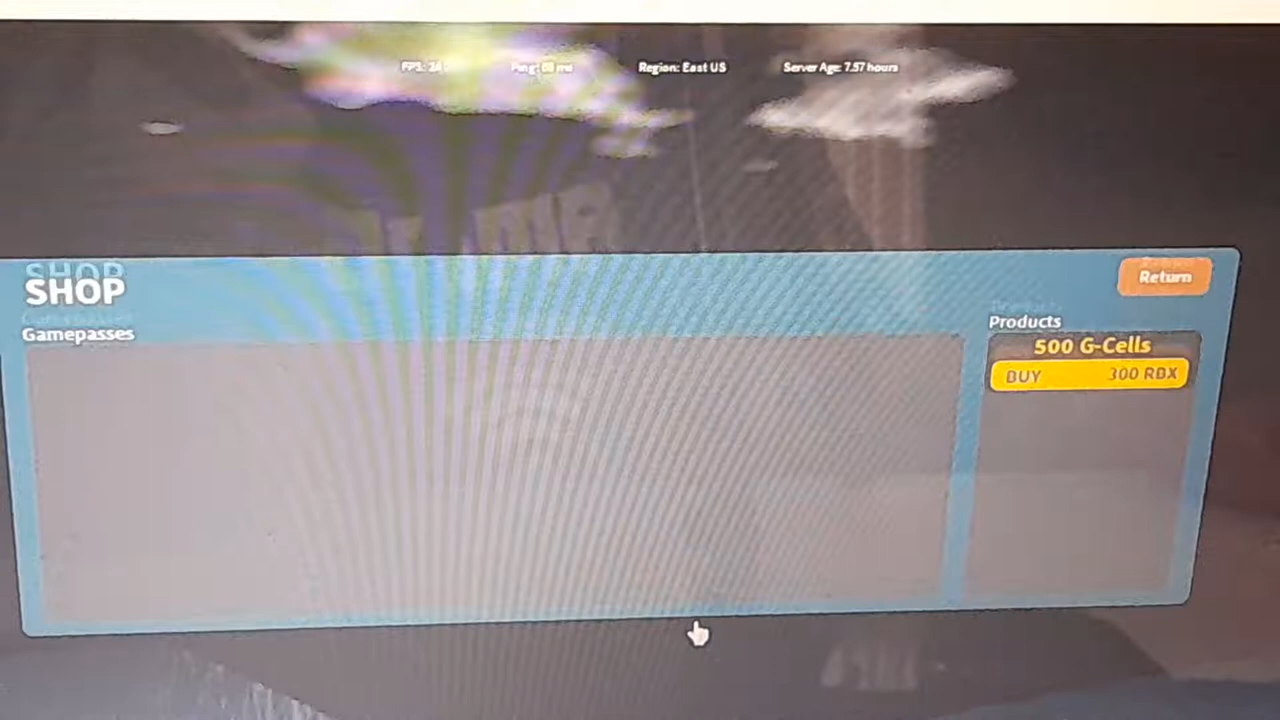 Region: East US
Server Age: 7.57 hours
SHOP
Return
Gamepasses
Products
500 G-Cells
BUY 300 RBX